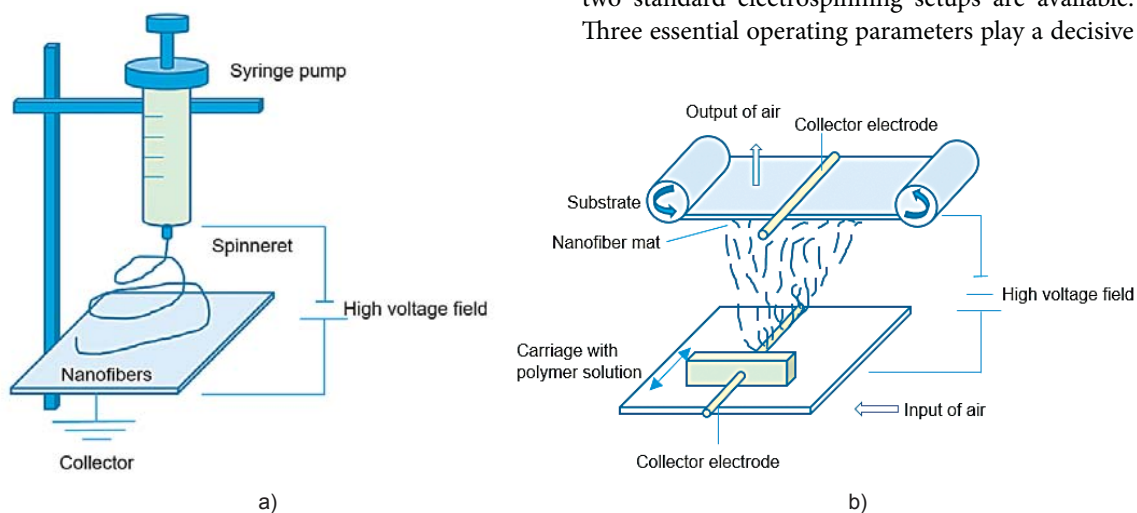 two standard electrospinning setups are available.
Three essential operating parameters play a decisive
Syringe pump
Spinneret
High voltage field
Nanofibers
Collector
a)
Output of air
Collector electrode
Substrate
Nanofiber mat
High voltage field
Carriage with
polymer solution
Input of air
Collector electrode
b)